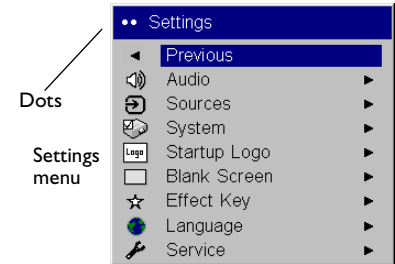 •• Settings
Previous
Audio
Sources
System
Logo Startup Logo
Blank Screen
Effect Key
Language
Service
Dots
Settings
menu